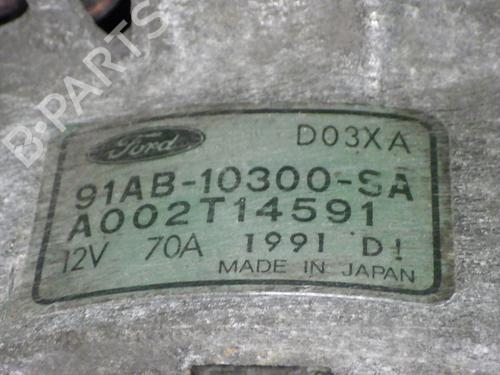 Ford D03XA
91AB-10300-SA
A002T14591
12V 70A 1991 D!
MADE IN JAPAN
B-PARTS